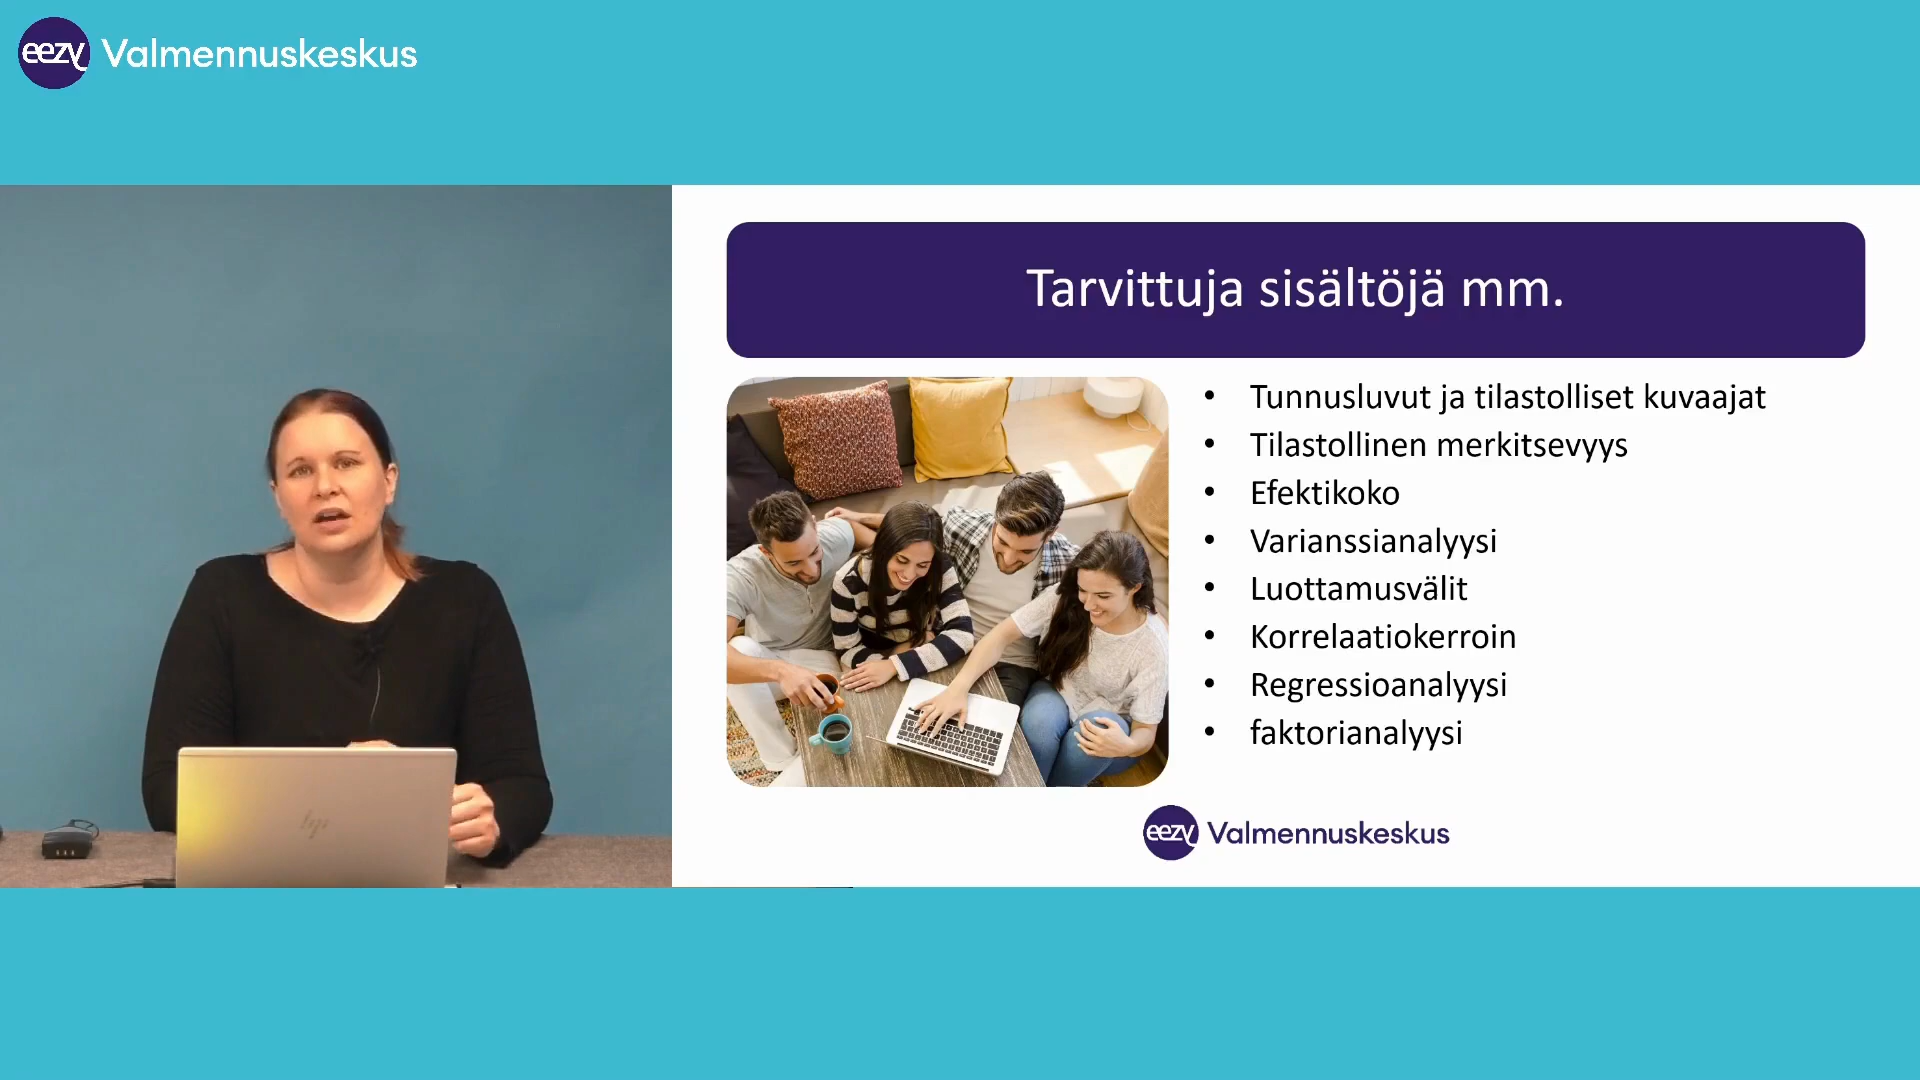 eezy Valmennuskeskus
Tarvittuja sisältöjä mm.
• Tunnusluvut ja tilastolliset kuvaajat
• Tilastollinen merkitsevyys
• Efektikoko
• Varianssianalyysi
• Luottamusvälit
• Korrelaatiokerroin
• Regressioanalyysi
• faktorianalyysi
eezy Valmennuskeskus